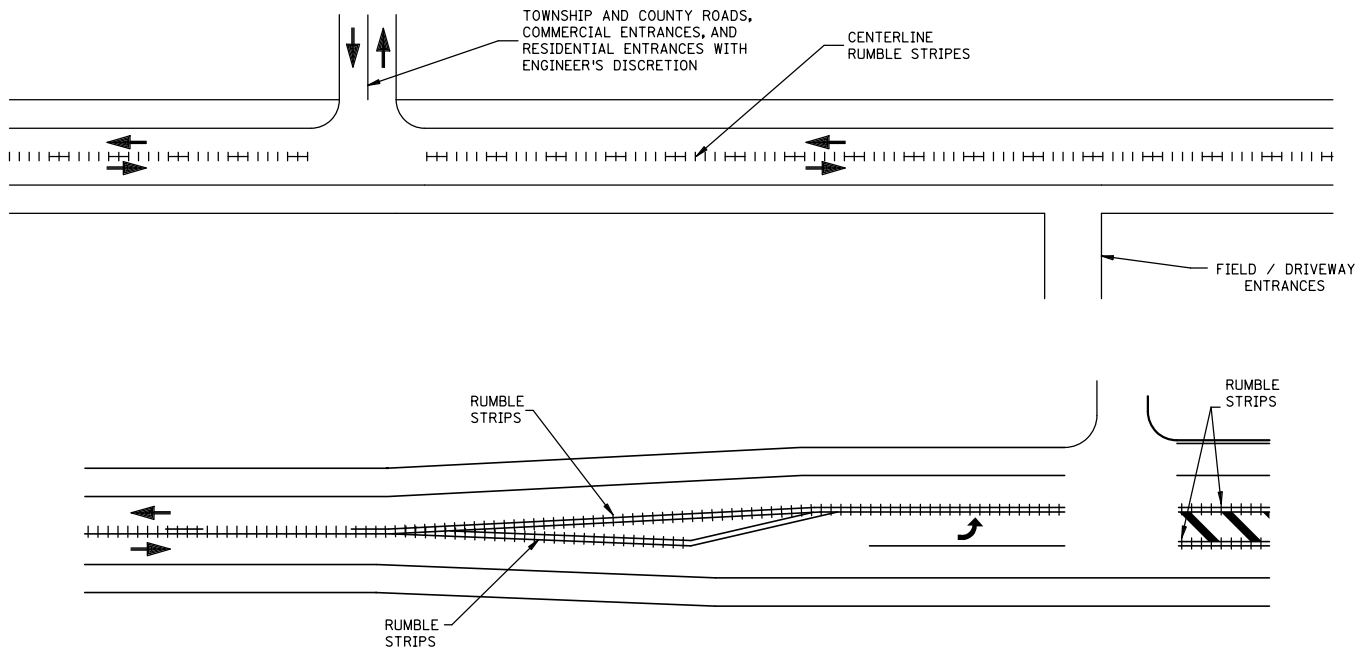 TOWNSHIP AND COUNTY ROADS,
COMMERCIAL ENTRANCES, AND
RESIDENTIAL ENTRANCES WITH
ENGINEER'S DISCRETION
CENTERLINE
RUMBLE STRIPES
FIELD / DRIVEWAY
ENTRANCES
RUMBLE
STRIPS
RUMBLE
STRIPS
RUMBLE
STRIPS